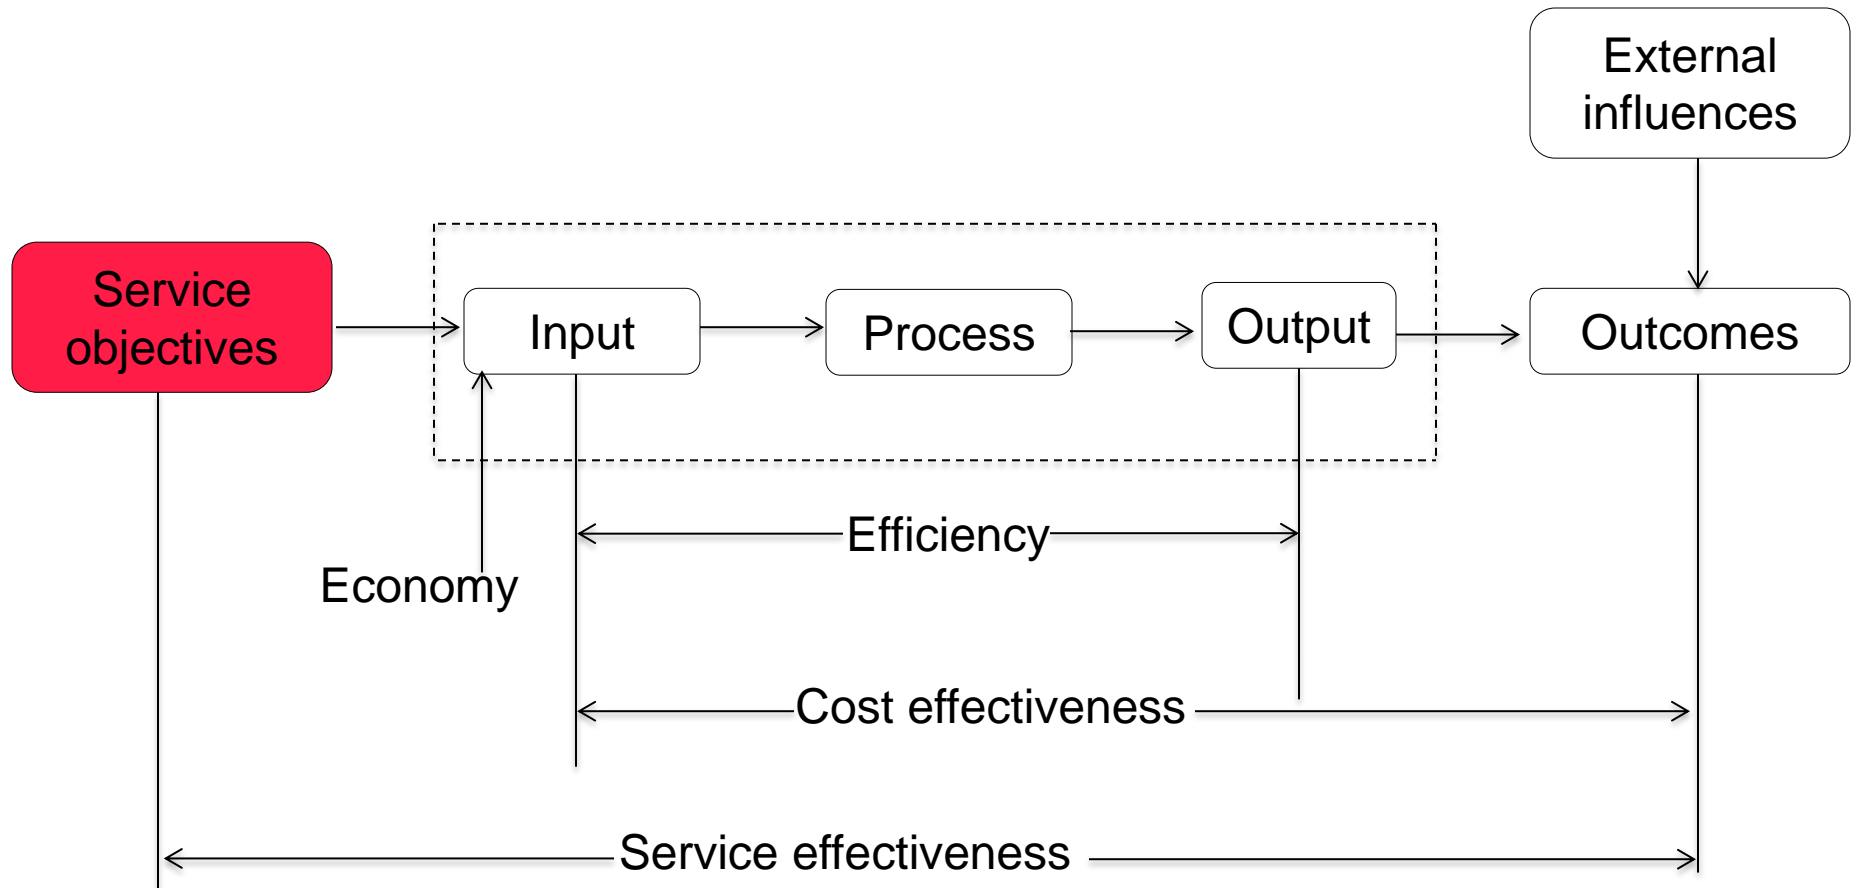 External
influences
Service
objectives
Input
Process
Output
Outcomes
Efficiency
Economy
Cost effectiveness
Service effectiveness